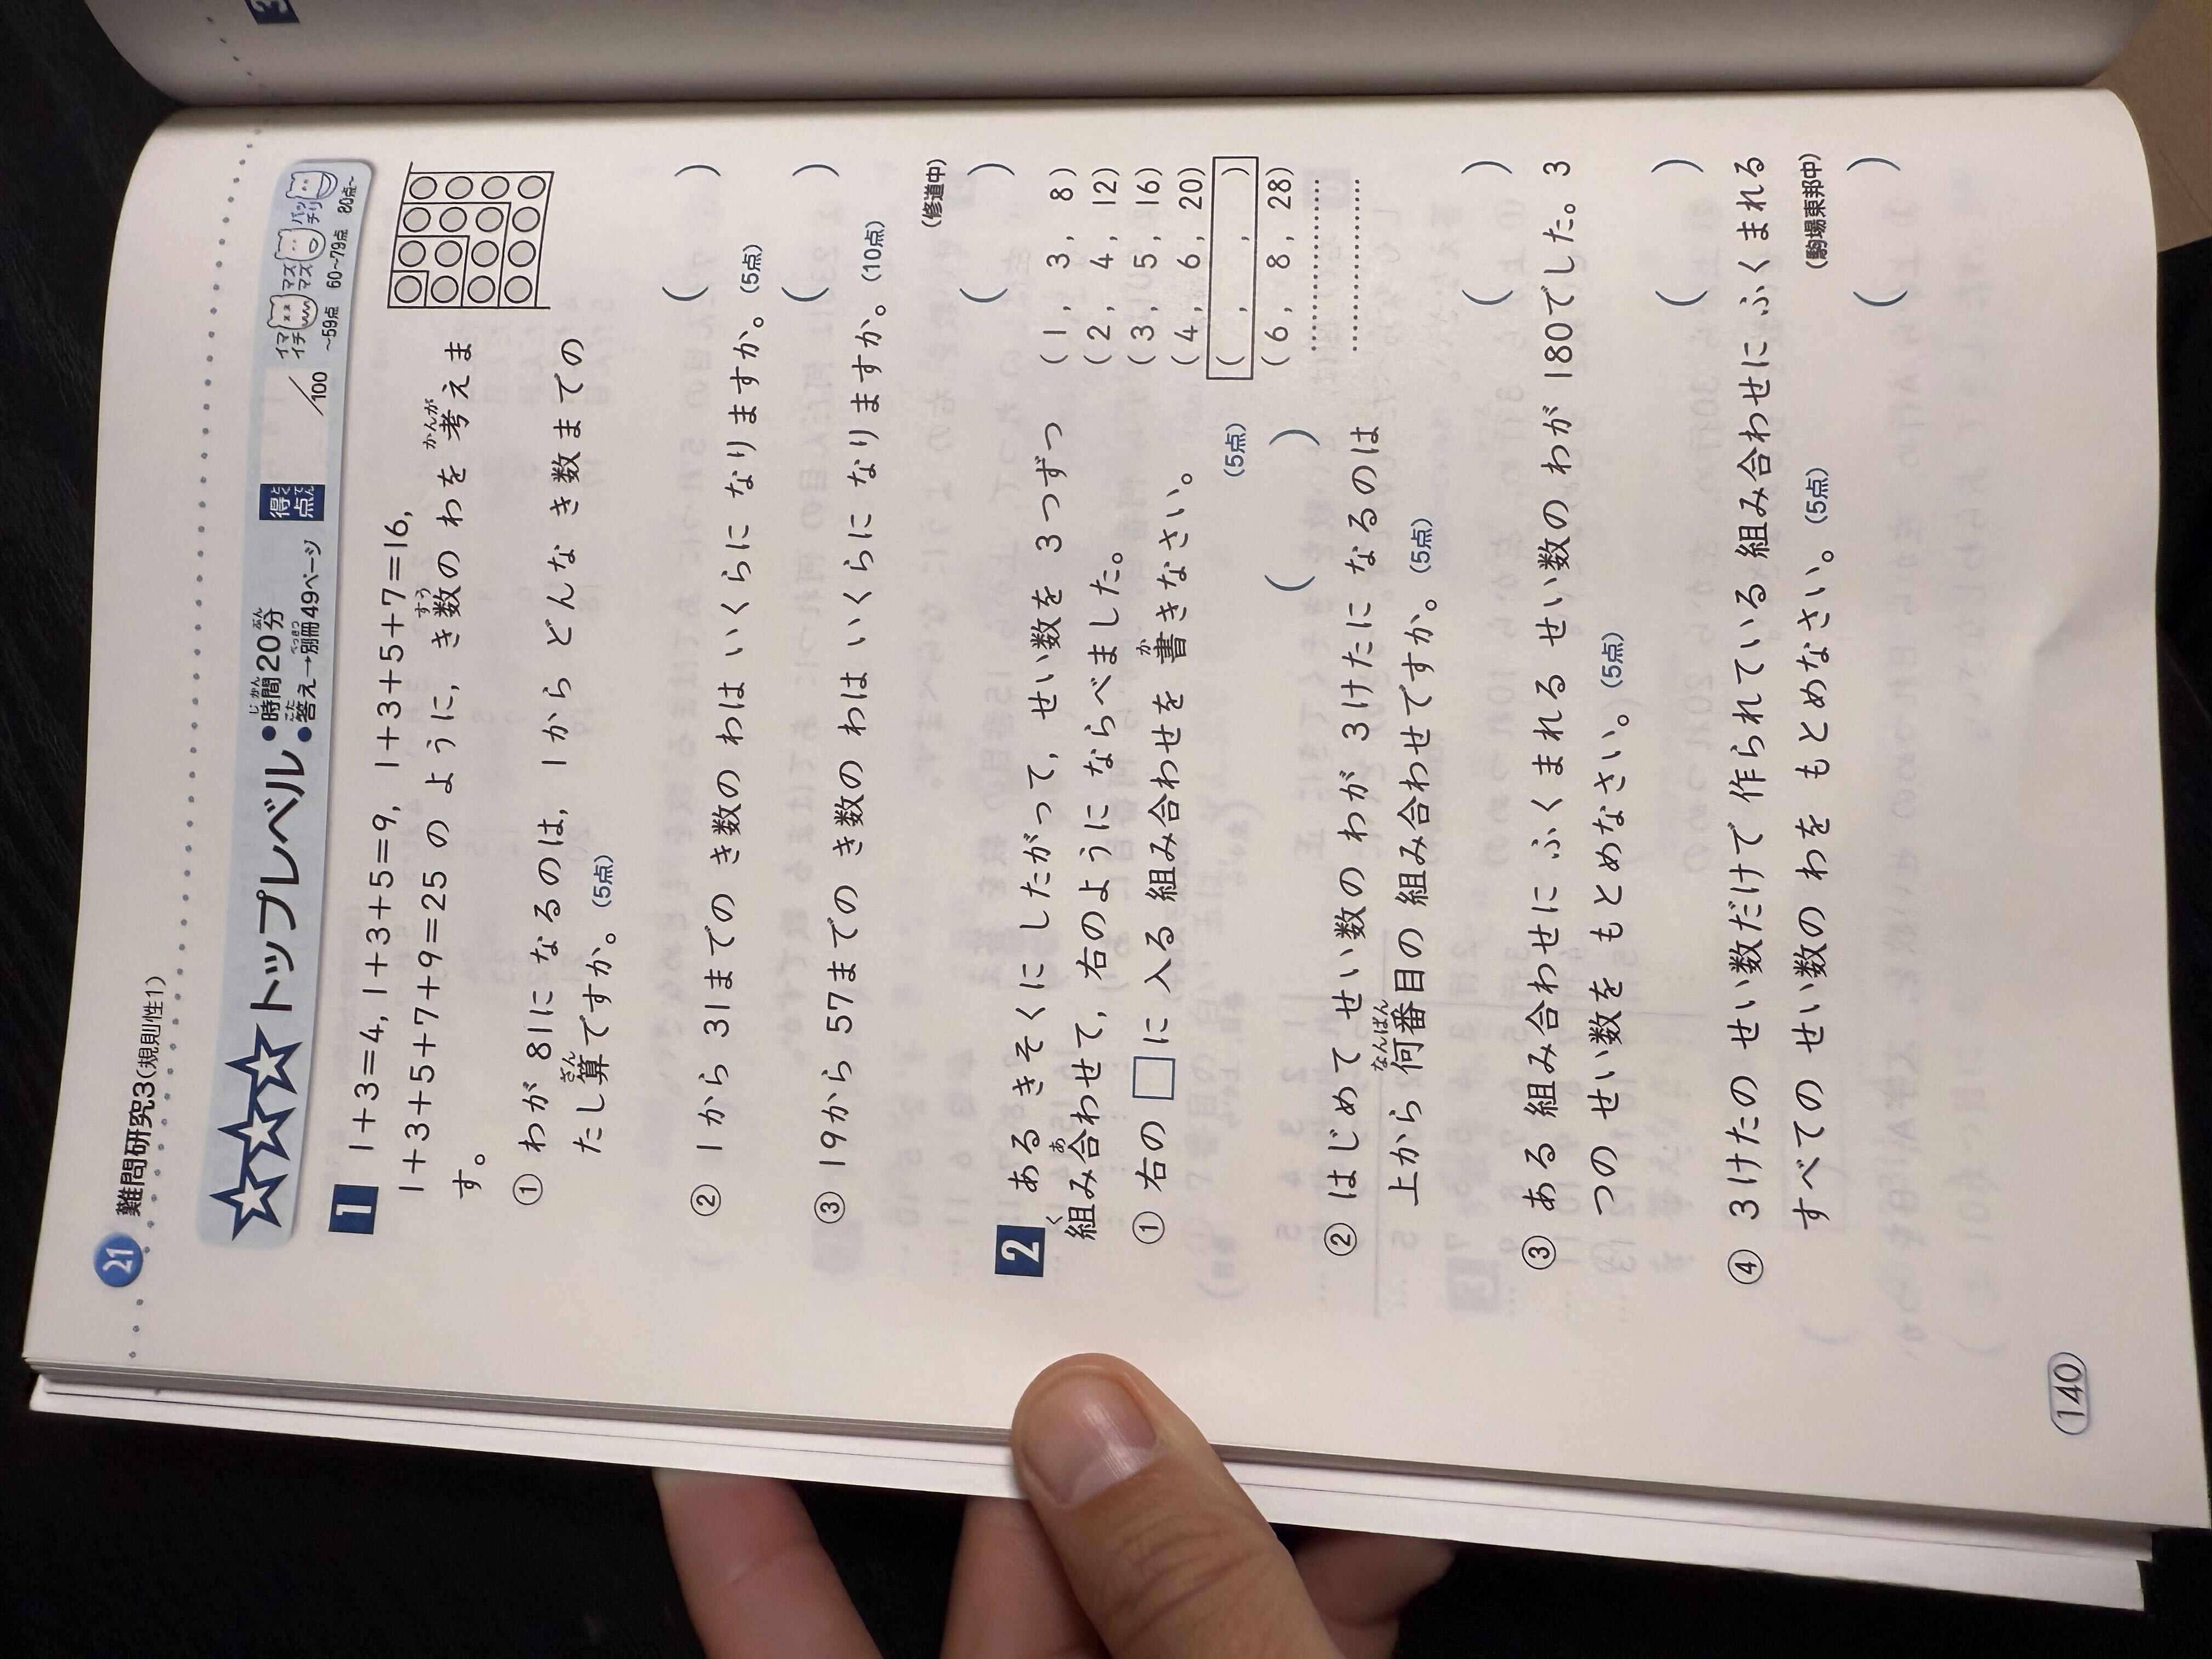 21 難問研究3(規則性1)
トップレベル
●時間20分
●答え→別冊49ページ
得点
/100
イマイチ
~59点
マズマズ
60~79点
バッチリ
80点~
1 1+3=4, 1+3+5=9, 1+3+5+7=16,
1+3+5+7+9=25 のように, き数の わを 考えま
す。
① わが 81に なるのは, 1から どんな き数までの
たし算ですか。(5点)
( )
② 1から 31までの き数の わは いくらに なりますか。(5点)
( )
③ 19から 57までの き数の わは いくらに なりますか。(10点)
(修道中)
( )
2 ある きそくに したがって, せい数を 3つずつ
組み合わせて, 右のように ならべました。
① 右の □に 入る 組み合わせを 書きなさい。
(5点)
( )
(1, 3, 8)
(2, 4, 12)
(3, 5, 16)
(4, 6, 20)
( , , )
(6, 8, 28)
② はじめて せい数の わが 3けたに なるのは
上から 何番目の 組み合わせですか。(5点)
( )
③ ある 組み合わせに ふくまれる せい数の わが 180でした。3
つの せい数を もとめなさい。(5点)
( )
④ 3けたの せい数だけで 作られている 組み合わせに ふくまれる
すべての せい数の わを もとめなさい。(5点)
(駒場東邦中)
( )
140